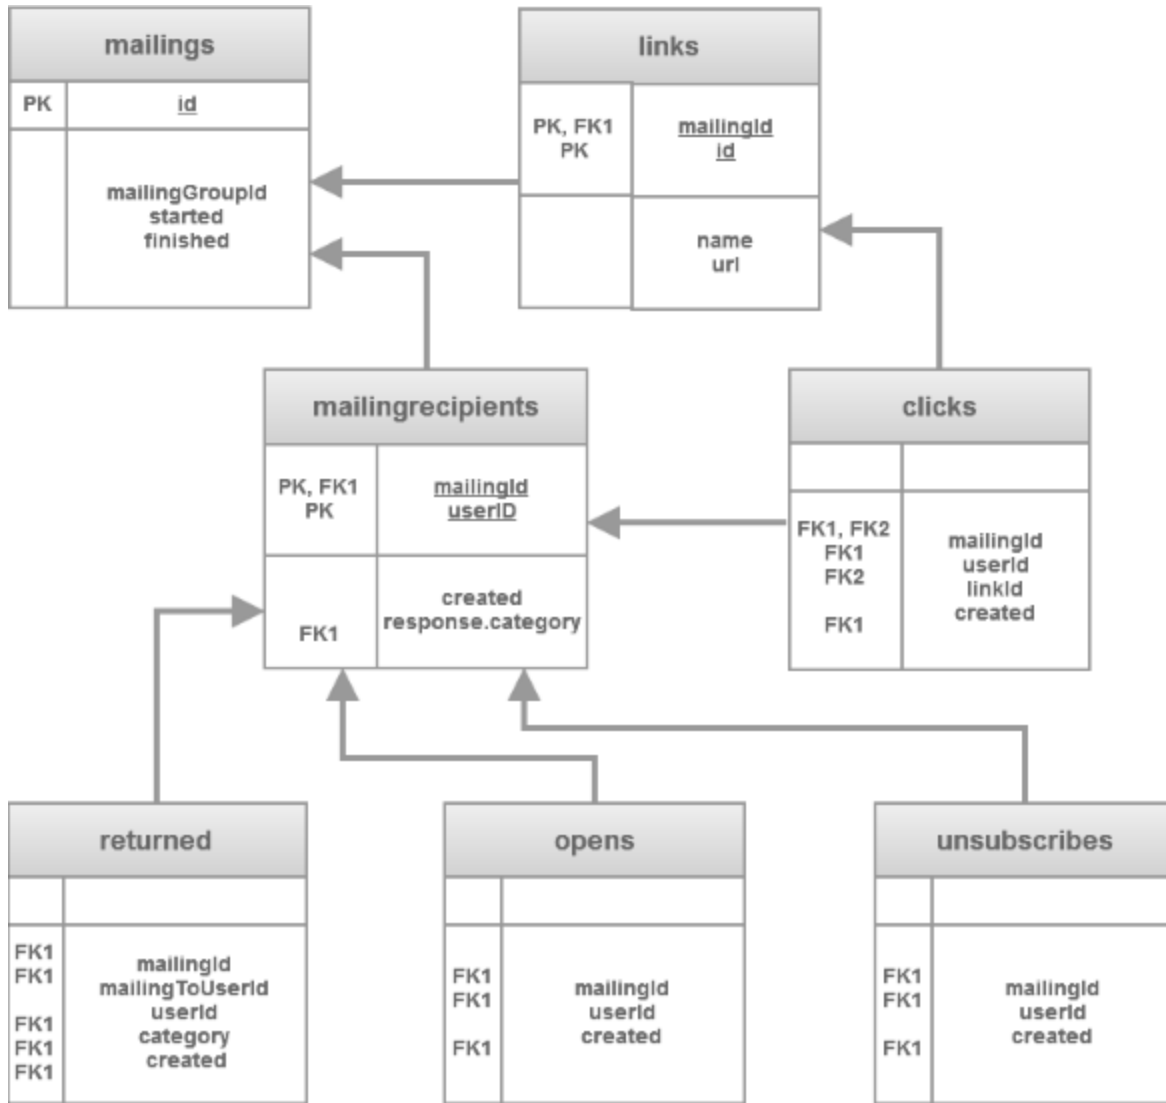 mailings
PK id
mailingGroupId
started
finished
links
PK, FK1 mailingId
PK id
name
url
mailingrecipients
PK, FK1 mailingId
PK userID
created
FK1 response.category
clicks
FK1, FK2 mailingId
FK1 userId
FK2 linkId
FK1 created
returned
FK1 mailingId
FK1 mailingToUserId
FK1 userId
FK1 category
FK1 created
opens
FK1 mailingId
FK1 userId
FK1 created
unsubscribes
FK1 mailingId
FK1 userId
FK1 created